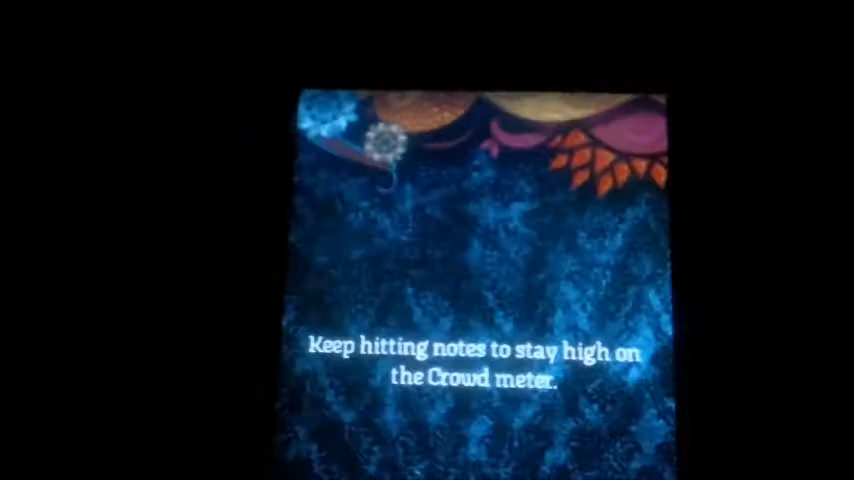 Keep hitting notes to stay high on
the Crowd meter.